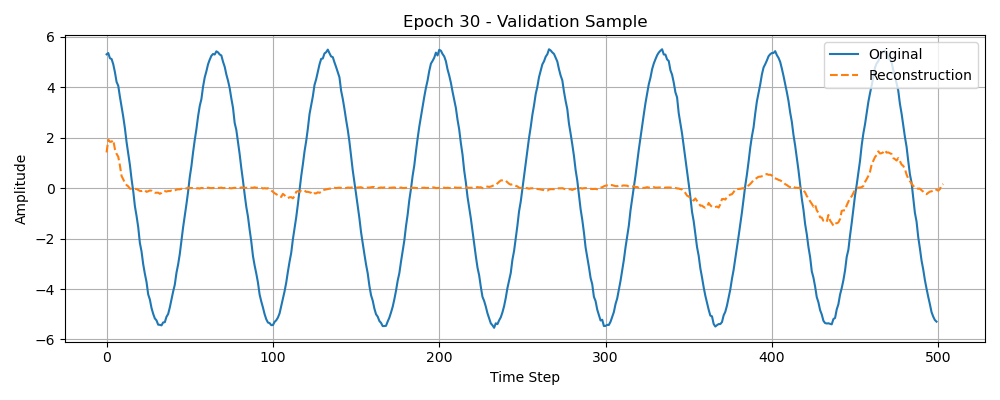 Epoch 30 - Validation Sample
Original
Reconstruction
Amplitude
6
4
2
0
−2
−4
−6
0 100 200 300 400 500
Time Step